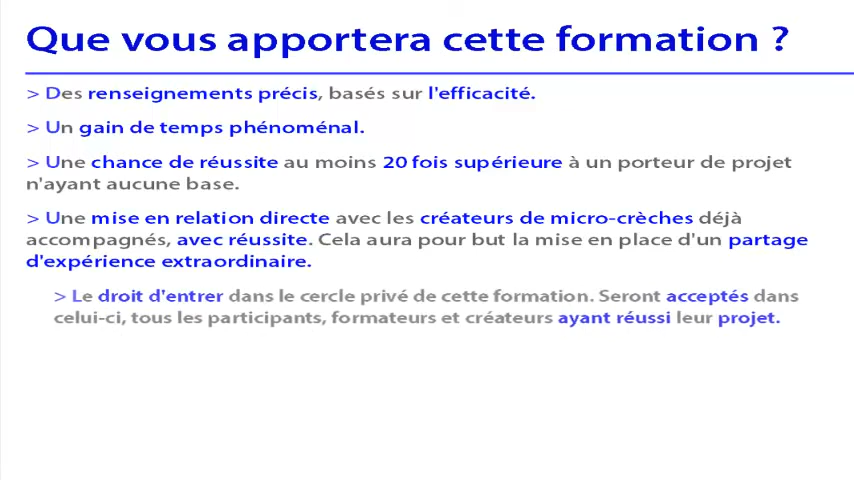 Que vous apportera cette formation ?
> Des renseignements précis, basés sur l'efficacité.
> Un gain de temps phénoménal.
> Une chance de réussite au moins 20 fois supérieure à un porteur de projet
n'ayant aucune base.
> Une mise en relation directe avec les créateurs de micro-crèches déjà
accompagnés, avec réussite. Cela aura pour but la mise en place d'un partage
d'expérience extraordinaire.
> Le droit d'entrer dans le cercle privé de cette formation. Seront acceptés dans
celui-ci, tous les participants, formateurs et créateurs ayant réussi leur projet.